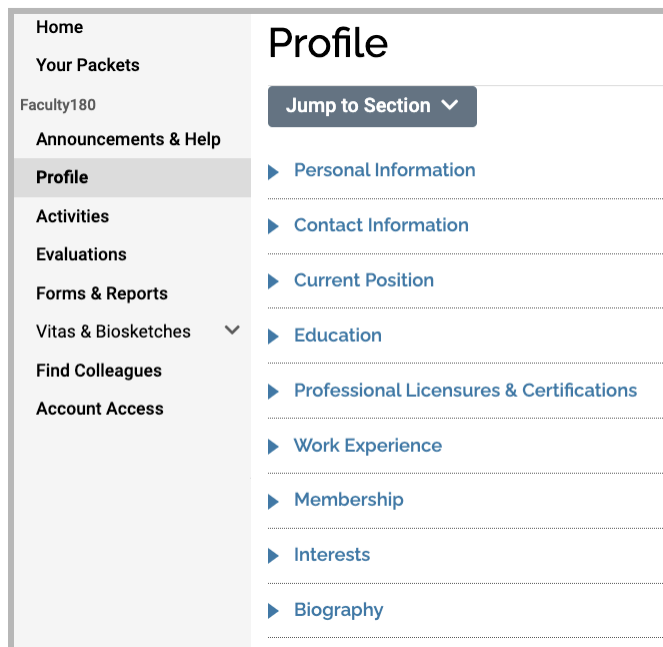 Home
Your Packets
Faculty180
Announcements & Help
Profile
Activities
Evaluations
Forms & Reports
Vitas & Biosketches
Find Colleagues
Account Access
Profile
Jump to Section
Personal Information
Contact Information
Current Position
Education
Professional Licensures & Certifications
Work Experience
Membership
Interests
Biography